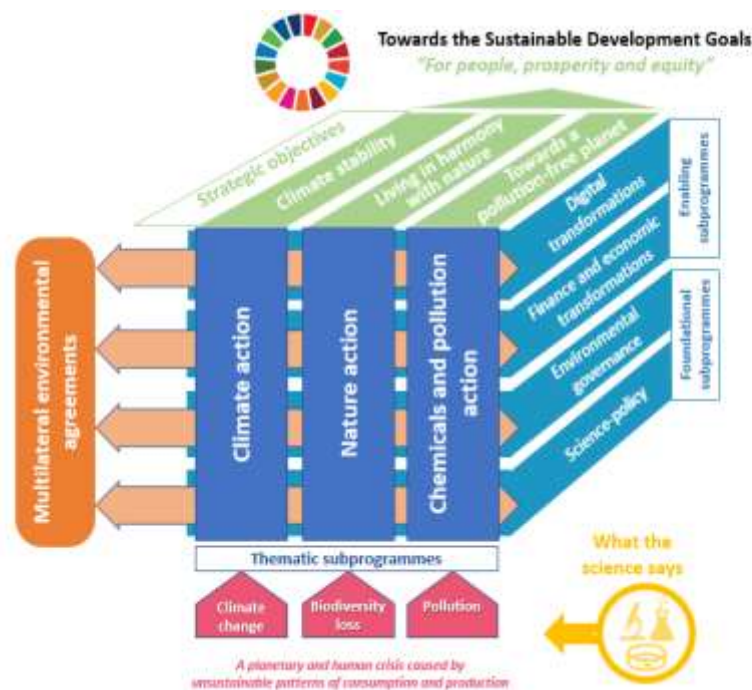 Towards the Sustainable Development Goals
"For people, prosperity and equity"
Strategic objectives
Climate stability
Living in harmony
with nature
Towards a
pollution-free planet
Digital
transformations
Finance and economic
transformations
Environmental
governance
Science-policy
Enabling
subprogrammes
Foundational
subprogrammes
Multilateral environmental
agreements
Climate action
Nature action
Chemicals and pollution
action
Thematic subprogrammes
Climate
change
Biodiversity
loss
Pollution
What the
science says
A planetary and human crisis caused by
unsustainable patterns of consumption and production